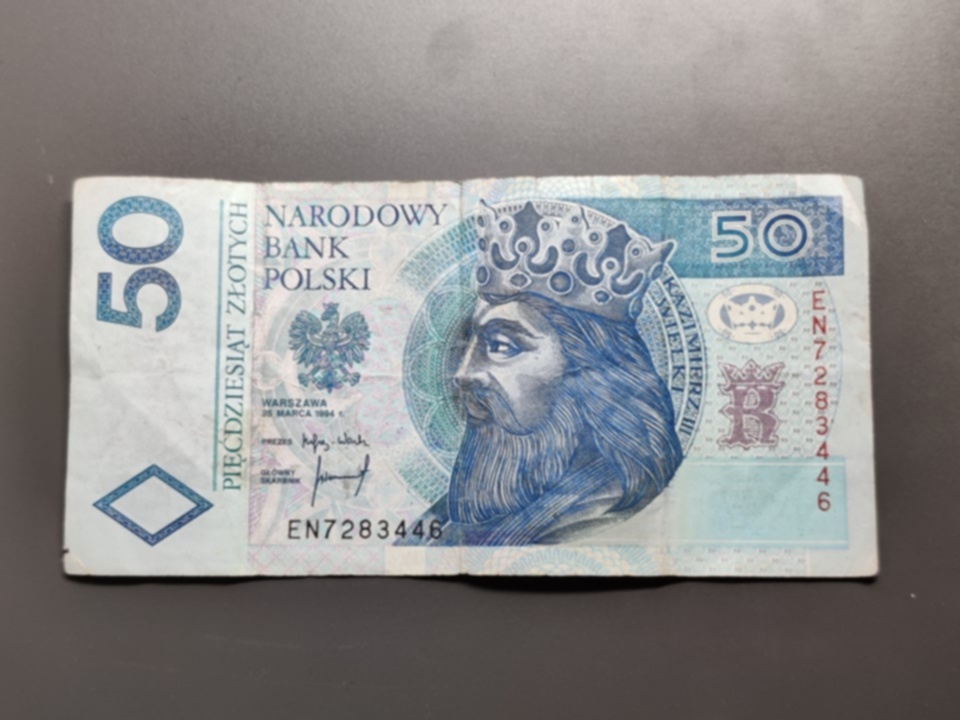 50
PIĘĆDZIESIĄT ZŁOTYCH
NARODOWY
BANK
POLSKI
WARSZAWA
25 MARCA 1994 r.
PREZES
GŁÓWNY
SKARBNIK
EN7283446
KAZIMIERZ III
WIELKI
50
EN7283446